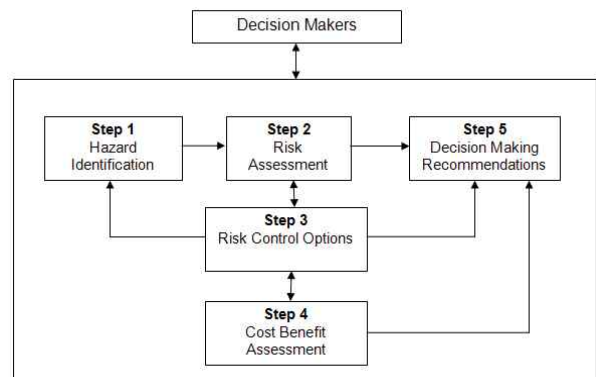 Decision Makers
Step 1
Hazard
Identification
Step 2
Risk
Assessment
Step 5
Decision Making
Recommendations
Step 3
Risk Control Options
Step 4
Cost Benefit
Assessment